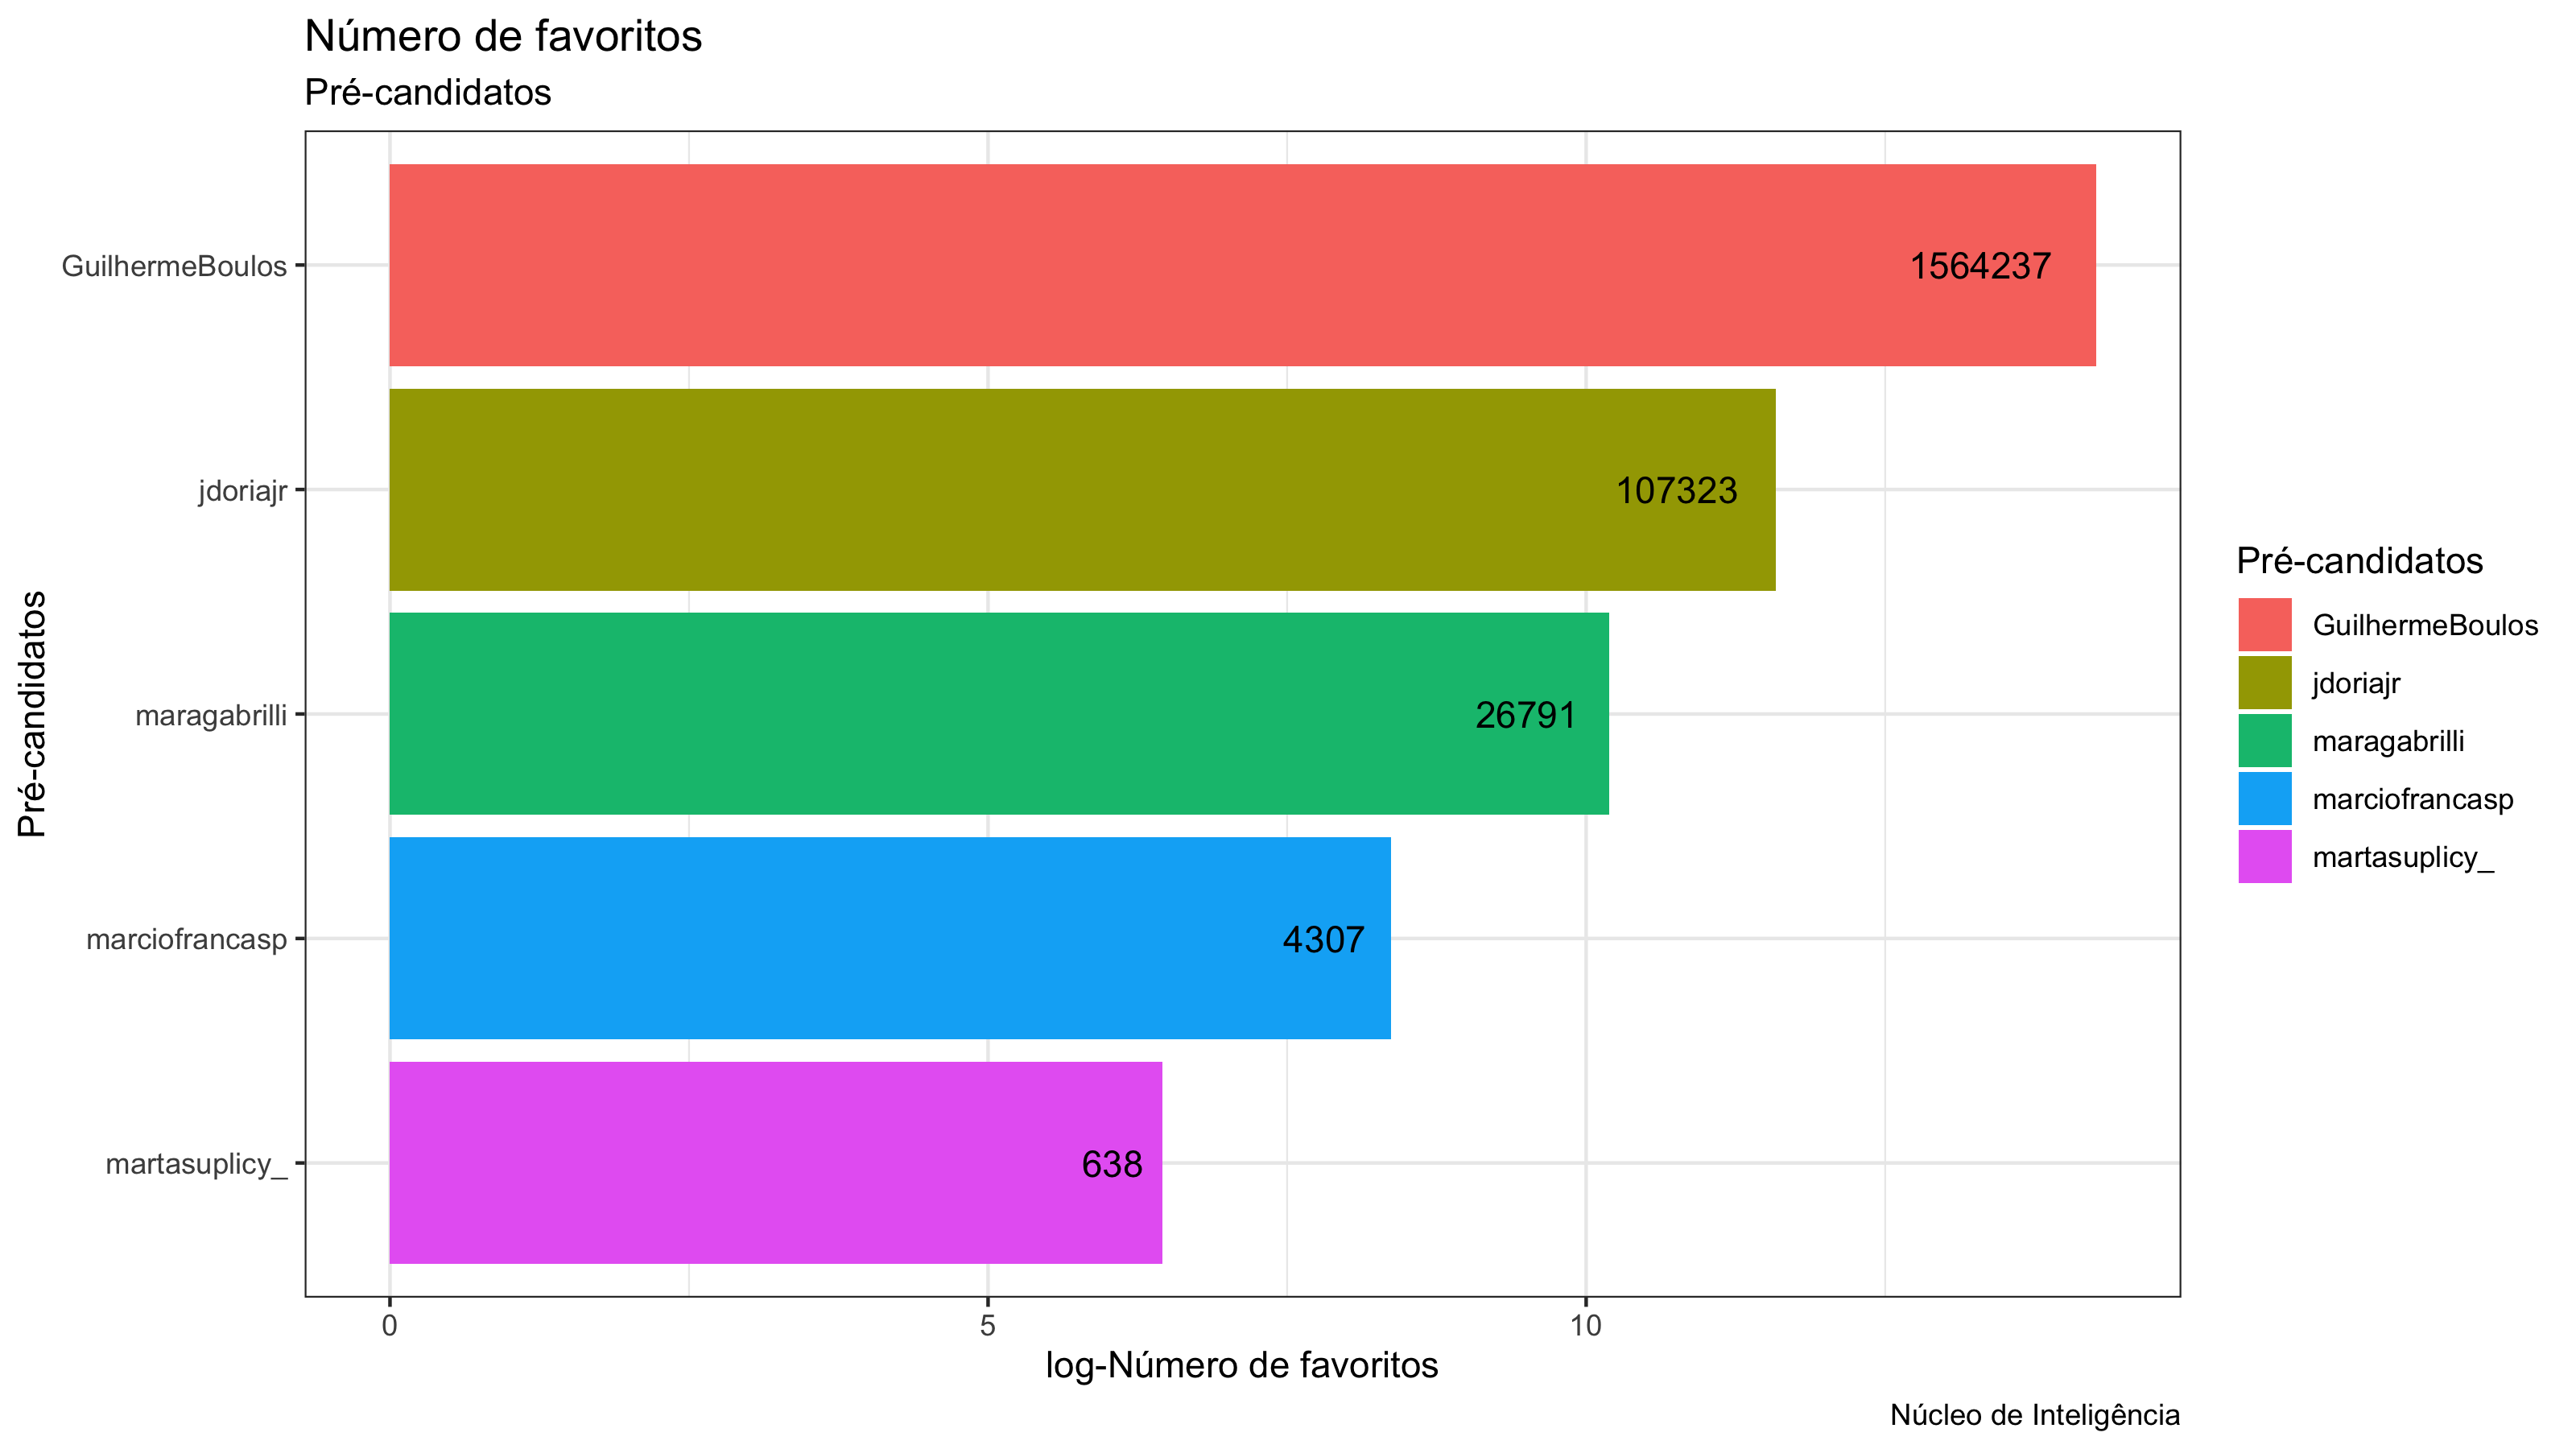 Número de favoritos
Pré-candidatos
Pré-candidatos
GuilhermeBoulos
1564237
jdoriajr
107323
maragabrilli
26791
marciofrancasp
4307
martasuplicy_
638
0
5
10
log-Número de favoritos
Pré-candidatos
GuilhermeBoulos
jdoriajr
maragabrilli
marciofrancasp
martasuplicy_
Núcleo de Inteligência